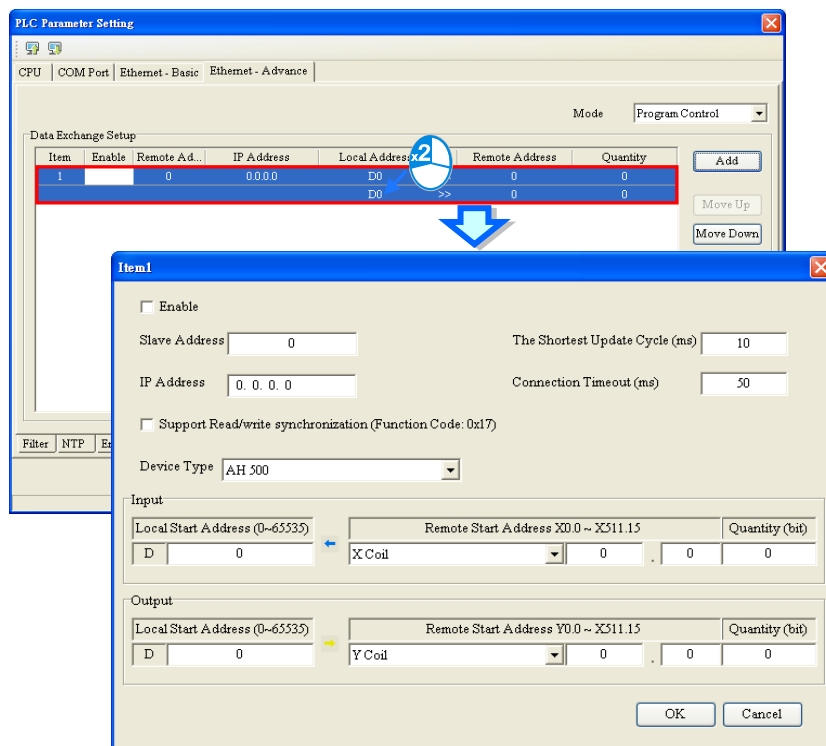 PLC Parameter Setting
CPU COM Port Ethernet - Basic Ethernet - Advance
Mode Program Control
Data Exchange Setup
Item Enable Remote Ad... IP Address Local Address Remote Address Quantity
Add
1 0 0.0.0.0 D0 0 0
x2
D0 >> 0 0
Move Up
Move Down
Filter NTP
Item1
Enable
Slave Address 0 The Shortest Update Cycle (ms) 10
IP Address 0. 0. 0. 0 Connection Timeout (ms) 50
Support Read/write synchronization (Function Code: 0x17)
Device Type AH 500
Input
Local Start Address (0~65535) Remote Start Address X0.0 ~ X511.15 Quantity (bit)
D 0 X Coil 0 . 0 0
Output
Local Start Address (0~65535) Remote Start Address Y0.0 ~ X511.15 Quantity (bit)
D 0 Y Coil 0 . 0 0
OK Cancel